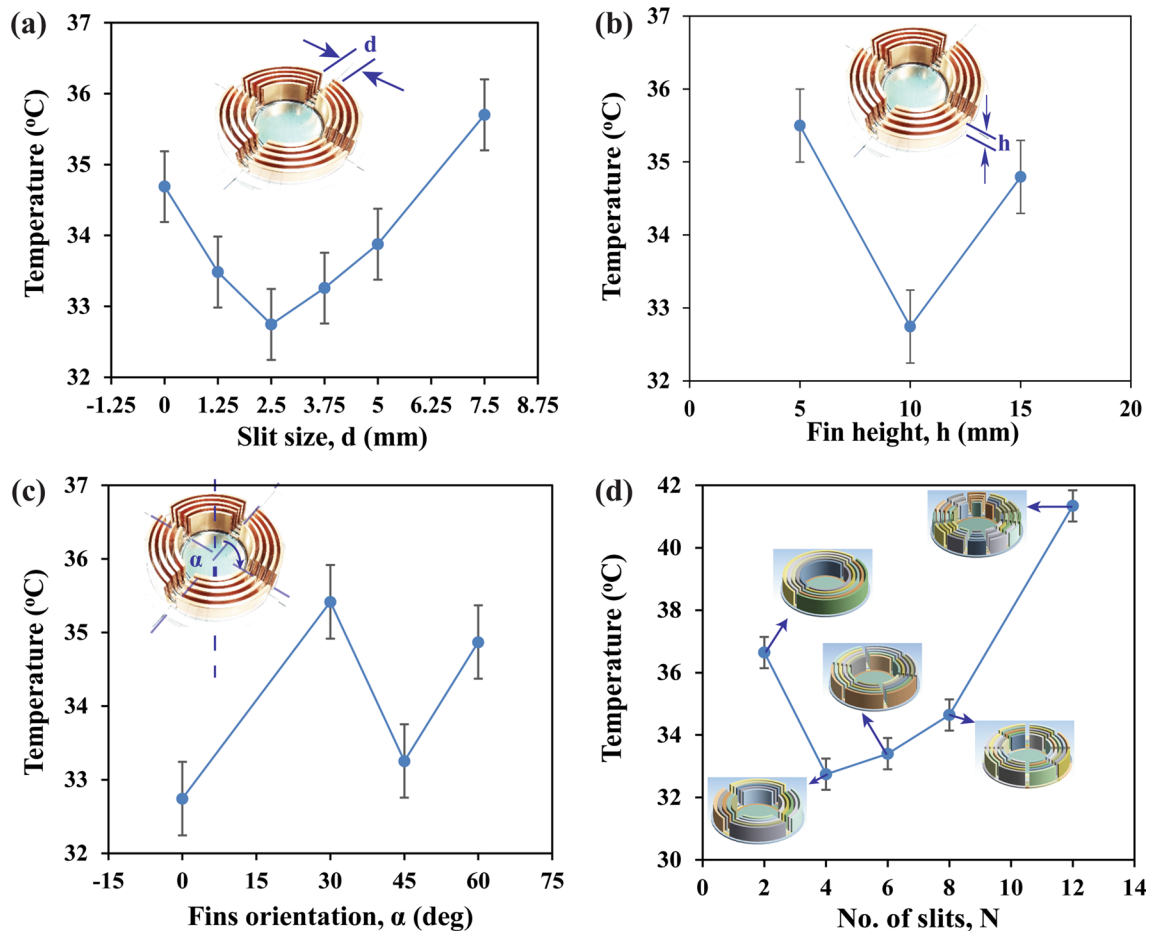 (a)
37
36
35
34
33
32
-1.25 0 1.25 2.5 3.75 5 6.25 7.5 8.75
Temperature (oC)
Slit size, d (mm)
d
(b)
37
36
35
34
33
32
0 5 10 15 20
Temperature (oC)
Fin height, h (mm)
h
(c)
37
36
35
34
33
32
-15 0 30 45 60 75
Temperature (oC)
Fins orientation, α (deg)
α
(d)
42
40
38
36
34
32
30
0 2 4 6 8 10 12 14
Temperature (oC)
No. of slits, N